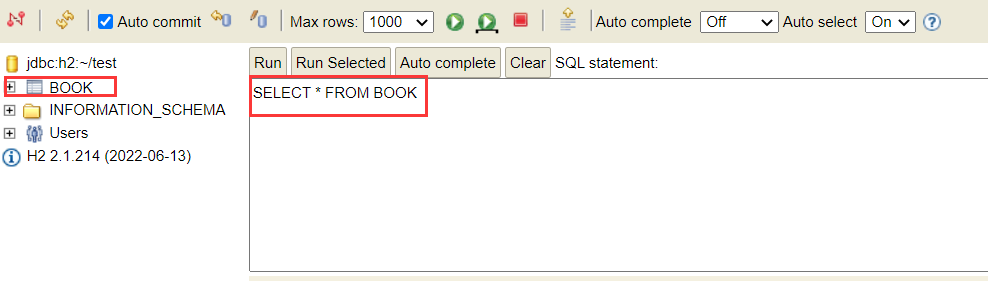 Auto commit Max rows: 1000 Auto complete Off Auto select On
jdbc:h2:~/test
BOOK
INFORMATION_SCHEMA
Users
H2 2.1.214 (2022-06-13)
Run Run Selected Auto complete Clear SQL statement:
SELECT * FROM BOOK